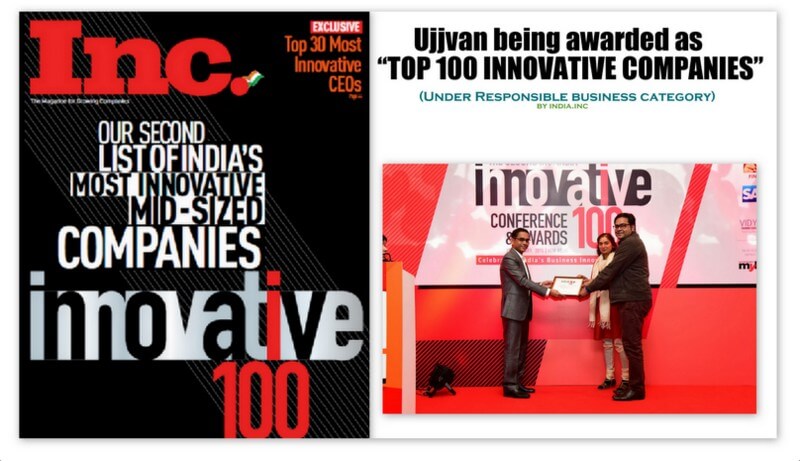 Inc.
The Magazine for Growing Companies
EXCLUSIVE
Top 30 Most
Innovative
CEOs
OUR SECOND
LIST OF INDIA'S
MOST INNOVATIVE
MID-SIZED
COMPANIES
innovative
100
Ujjvan being awarded as
“TOP 100 INNOVATIVE COMPANIES”
(UNDER RESPONSIBLE BUSINESS CATEGORY)
BY INDIA.INC
innovative
CONFERENCE 100
& AWARDS
Celebrating India's Business